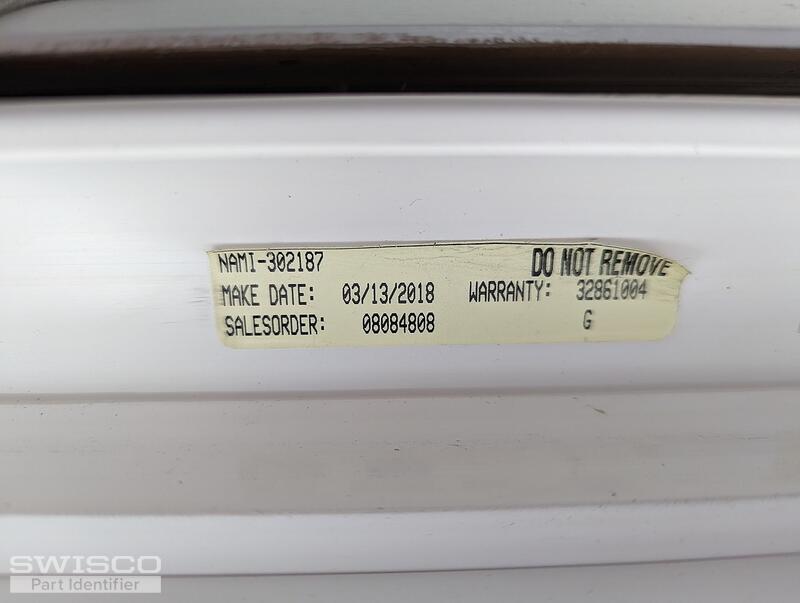 NAMI-302187 DO NOT REMOVE
MAKE DATE: 03/13/2018 WARRANTY: 32861004
SALESORDER: 08084808 G
SWISCO
Part Identifier